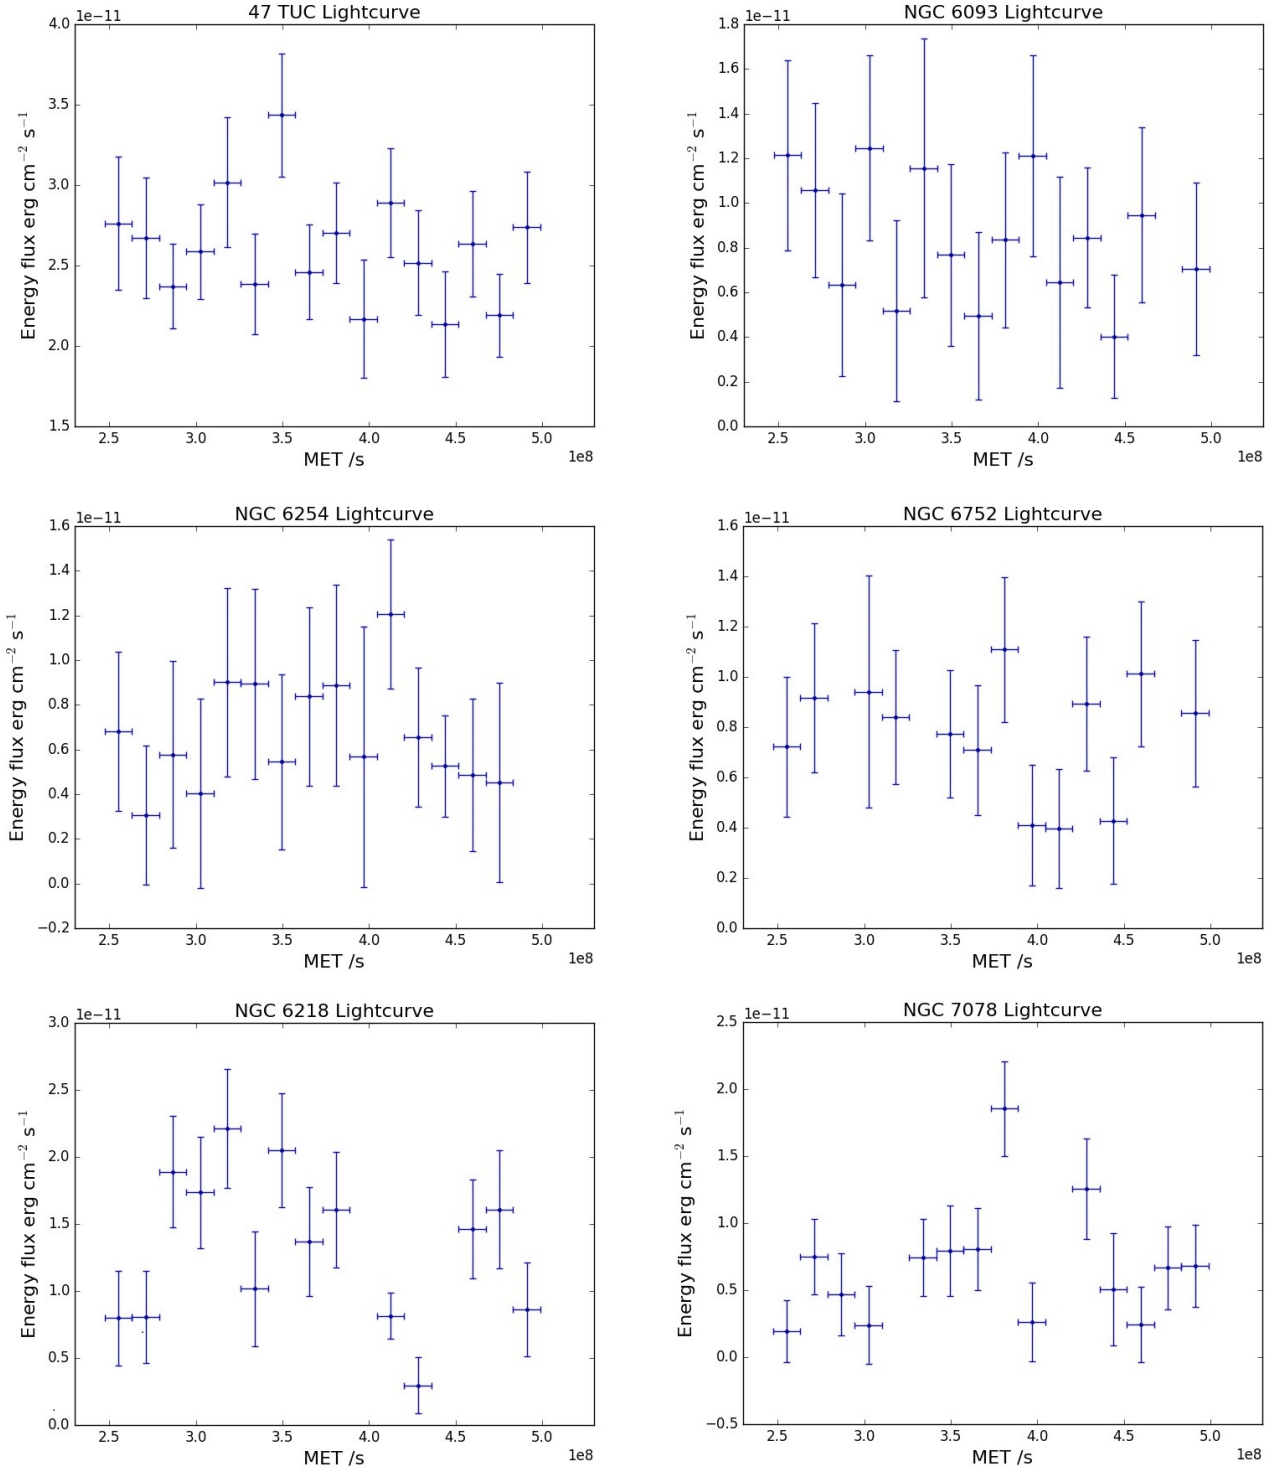 47 TUC Lightcurve
1e−11
4.0
3.5
3.0
2.5
2.0
1.5
Energy flux erg cm⁻² s⁻¹
2.5 3.0 3.5 4.0 4.5 5.0
1e8
MET /s
NGC 6093 Lightcurve
1e−11
1.8
1.6
1.4
1.2
1.0
0.8
0.6
0.4
0.2
0.0
Energy flux erg cm⁻² s⁻¹
2.5 3.0 3.5 4.0 4.5 5.0
1e8
MET /s
NGC 6254 Lightcurve
1e−11
1.6
1.4
1.2
1.0
0.8
0.6
0.4
0.2
0.0
−0.2
Energy flux erg cm⁻² s⁻¹
2.5 3.0 3.5 4.0 4.5 5.0
1e8
MET /s
NGC 6752 Lightcurve
1e−11
1.6
1.4
1.2
1.0
0.8
0.6
0.4
0.2
0.0
Energy flux erg cm⁻² s⁻¹
2.5 3.0 3.5 4.0 4.5 5.0
1e8
MET /s
NGC 6218 Lightcurve
1e−11
3.0
2.5
2.0
1.5
1.0
0.5
0.0
Energy flux erg cm⁻² s⁻¹
2.5 3.0 3.5 4.0 4.5 5.0
1e8
MET /s
NGC 7078 Lightcurve
1e−11
2.5
2.0
1.5
1.0
0.5
0.0
−0.5
Energy flux erg cm⁻² s⁻¹
2.5 3.0 3.5 4.0 4.5 5.0
1e8
MET /s